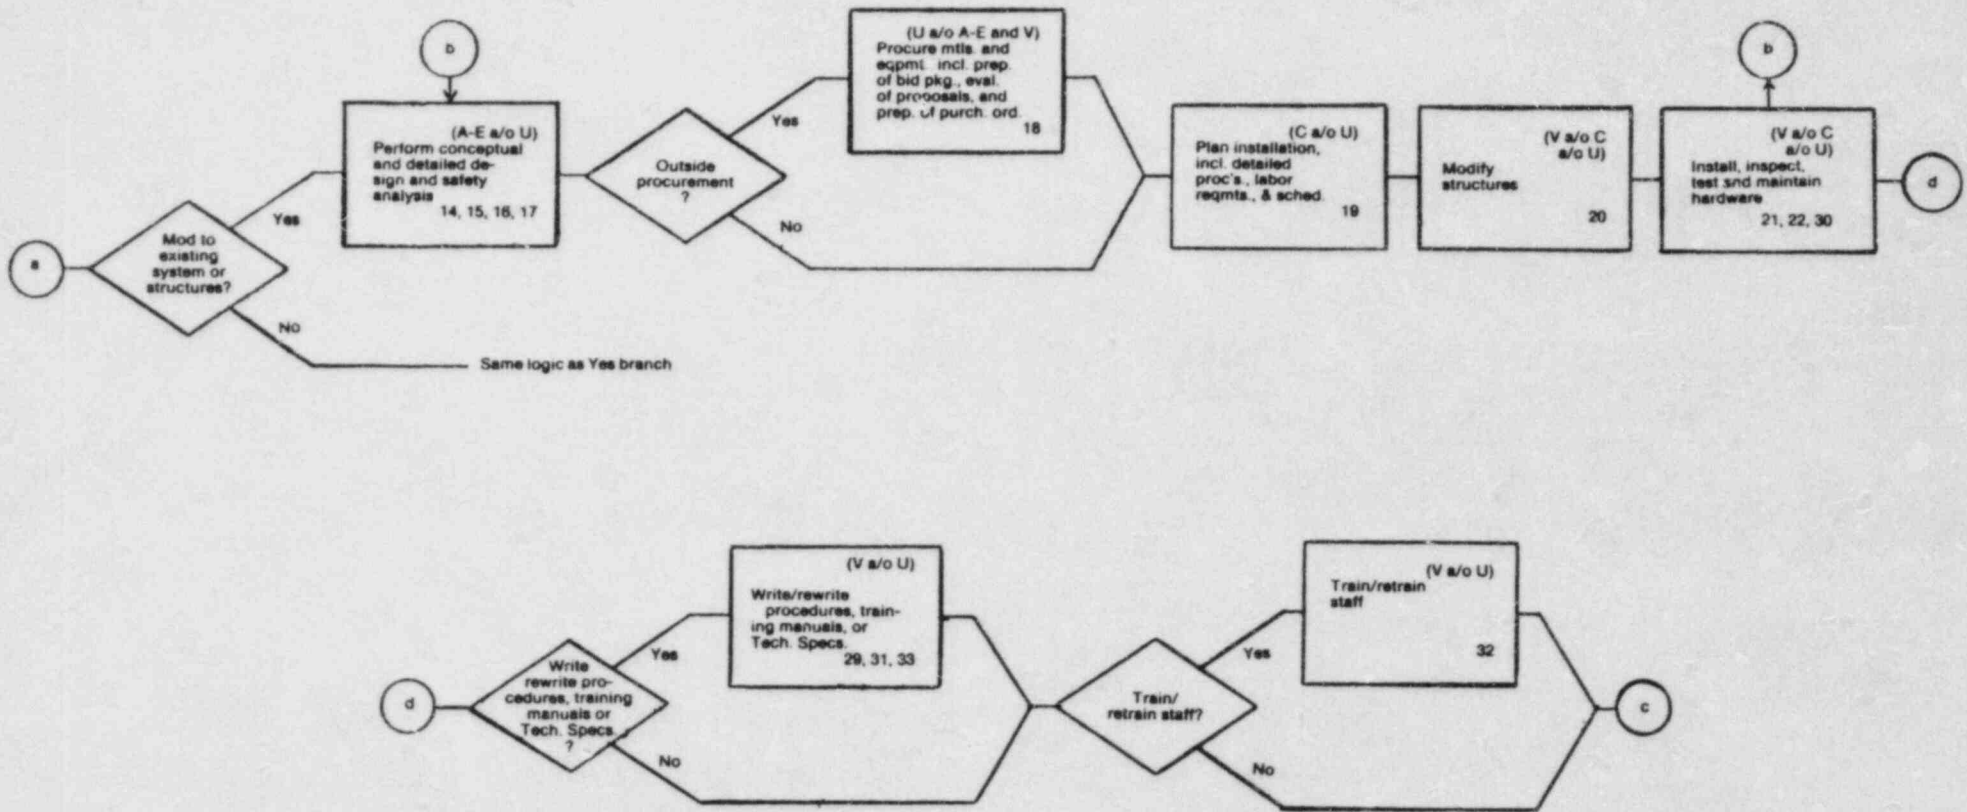 b
(A-E a/o U)
Perform conceptual
and detailed de-
sign and safety
analysis
14, 15, 16, 17
a
Mod to
existing
system or
structures?
Yes
No
Same logic as Yes branch
Outside
procurement
?
Yes
No
(U a/o A-E and V)
Procure mtls. and
eqpmt. incl. prep.
of bid pkg., eval.
of proposals, and
prep. of purch. ord.
18
(C a/o U)
Plan installation,
incl. detailed
proc's., labor
reqmts., & sched.
19
(V a/o C
a/o U)
Modify
structures
20
b
(V a/o C
a/o U)
Install, inspect,
test and maintain
hardware
21, 22, 30
d
d
Write
rewrite pro-
cedures, training
manuals or
Tech. Specs.
?
Yes
No
(V a/o U)
Write/rewrite
procedures, train-
ing manuals, or
Tech. Specs.
29, 31, 33
Train/
retrain staff?
Yes
No
(V a/o U)
Train/retrain
staff
32
c